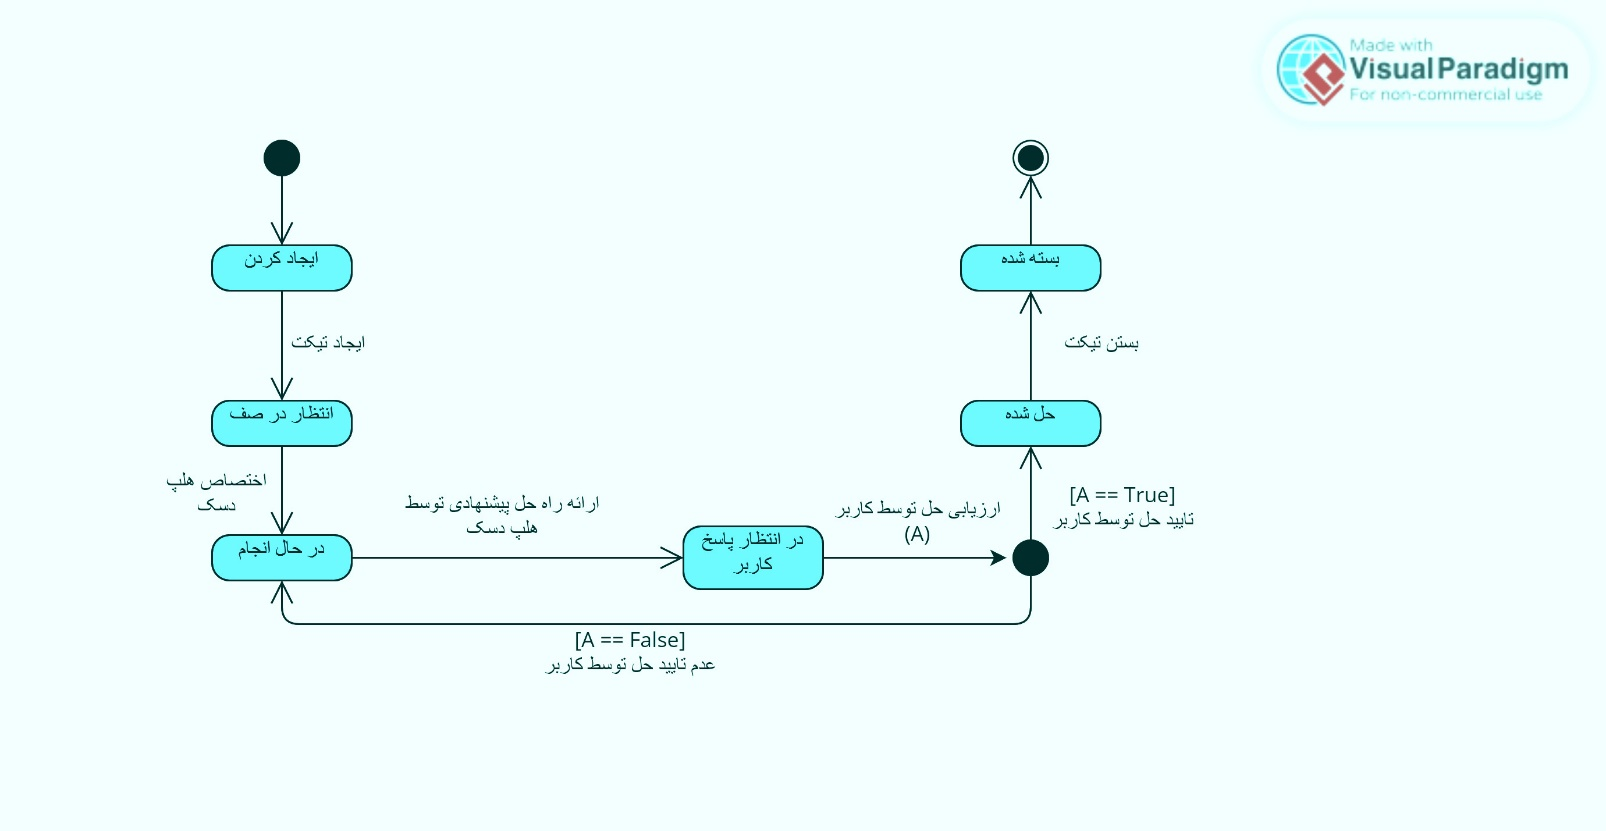 Made with
Visual Paradigm
For non-commercial use
ایجاد کردن
بسته شده
ایجاد تیکت
بستن تیکت
انتظار در صف
حل شده
اختصاص هلپ
دسک
ارائه راه حل پیشنهادی توسط
هلپ دسک
ارزیابی حل توسط کاربر
(A)
[A == True]
تایید حل توسط کاربر
در حال انجام
در انتظار پاسخ
کاربر
[A == False]
عدم تایید حل توسط کاربر